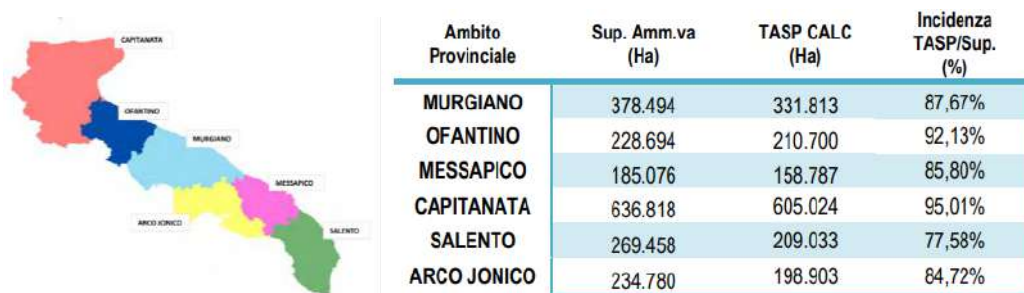 CAPITANATA
OFANTINO
MURGIANO
MESSAPICO
ARCO JONICO
SALENTO
Ambito Provinciale Sup. Amm.va (Ha) TASP CALC (Ha) Incidenza TASP/Sup. (%)
MURGIANO 378.494 331.813 87,67%
OFANTINO 228.694 210.700 92,13%
MESSAPICO 185.076 158.787 85,80%
CAPITANATA 636.818 605.024 95,01%
SALENTO 269.458 209.033 77,58%
ARCO JONICO 234.780 198.903 84,72%